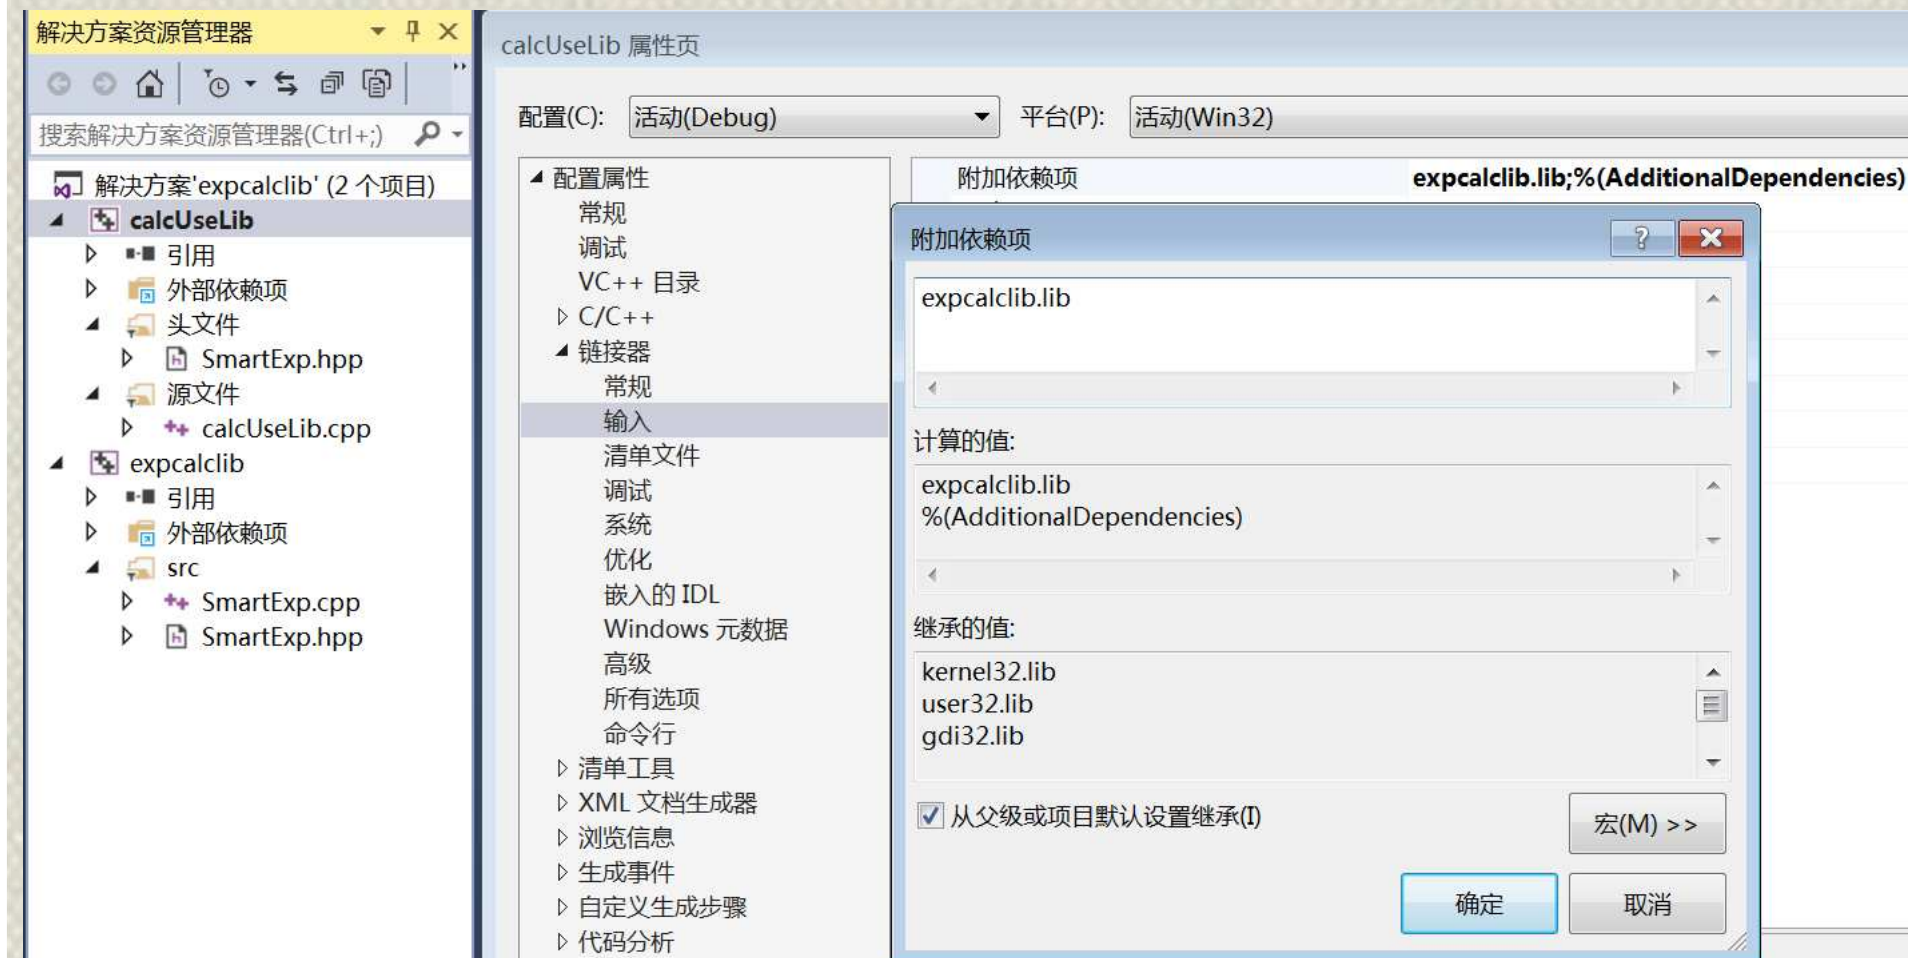 解决方案资源管理器
搜索解决方案资源管理器(Ctrl+;)
解决方案'expcalclib' (2 个项目)
calcUseLib
引用
外部依赖项
头文件
SmartExp.hpp
源文件
calcUseLib.cpp
expcalclib
引用
外部依赖项
src
SmartExp.cpp
SmartExp.hpp
calcUseLib 属性页
配置(C): 活动(Debug) 平台(P): 活动(Win32)
配置属性
常规
调试
VC++ 目录
C/C++
链接器
常规
输入
清单文件
调试
系统
优化
嵌入的 IDL
Windows 元数据
高级
所有选项
命令行
清单工具
XML 文档生成器
浏览信息
生成事件
自定义生成步骤
代码分析
附加依赖项 expcalclib.lib;%(AdditionalDependencies)
附加依赖项
expcalclib.lib
计算的值:
expcalclib.lib
%(AdditionalDependencies)
继承的值:
kernel32.lib
user32.lib
gdi32.lib
从父级或项目默认设置继承(I)
宏(M) >>
确定 取消